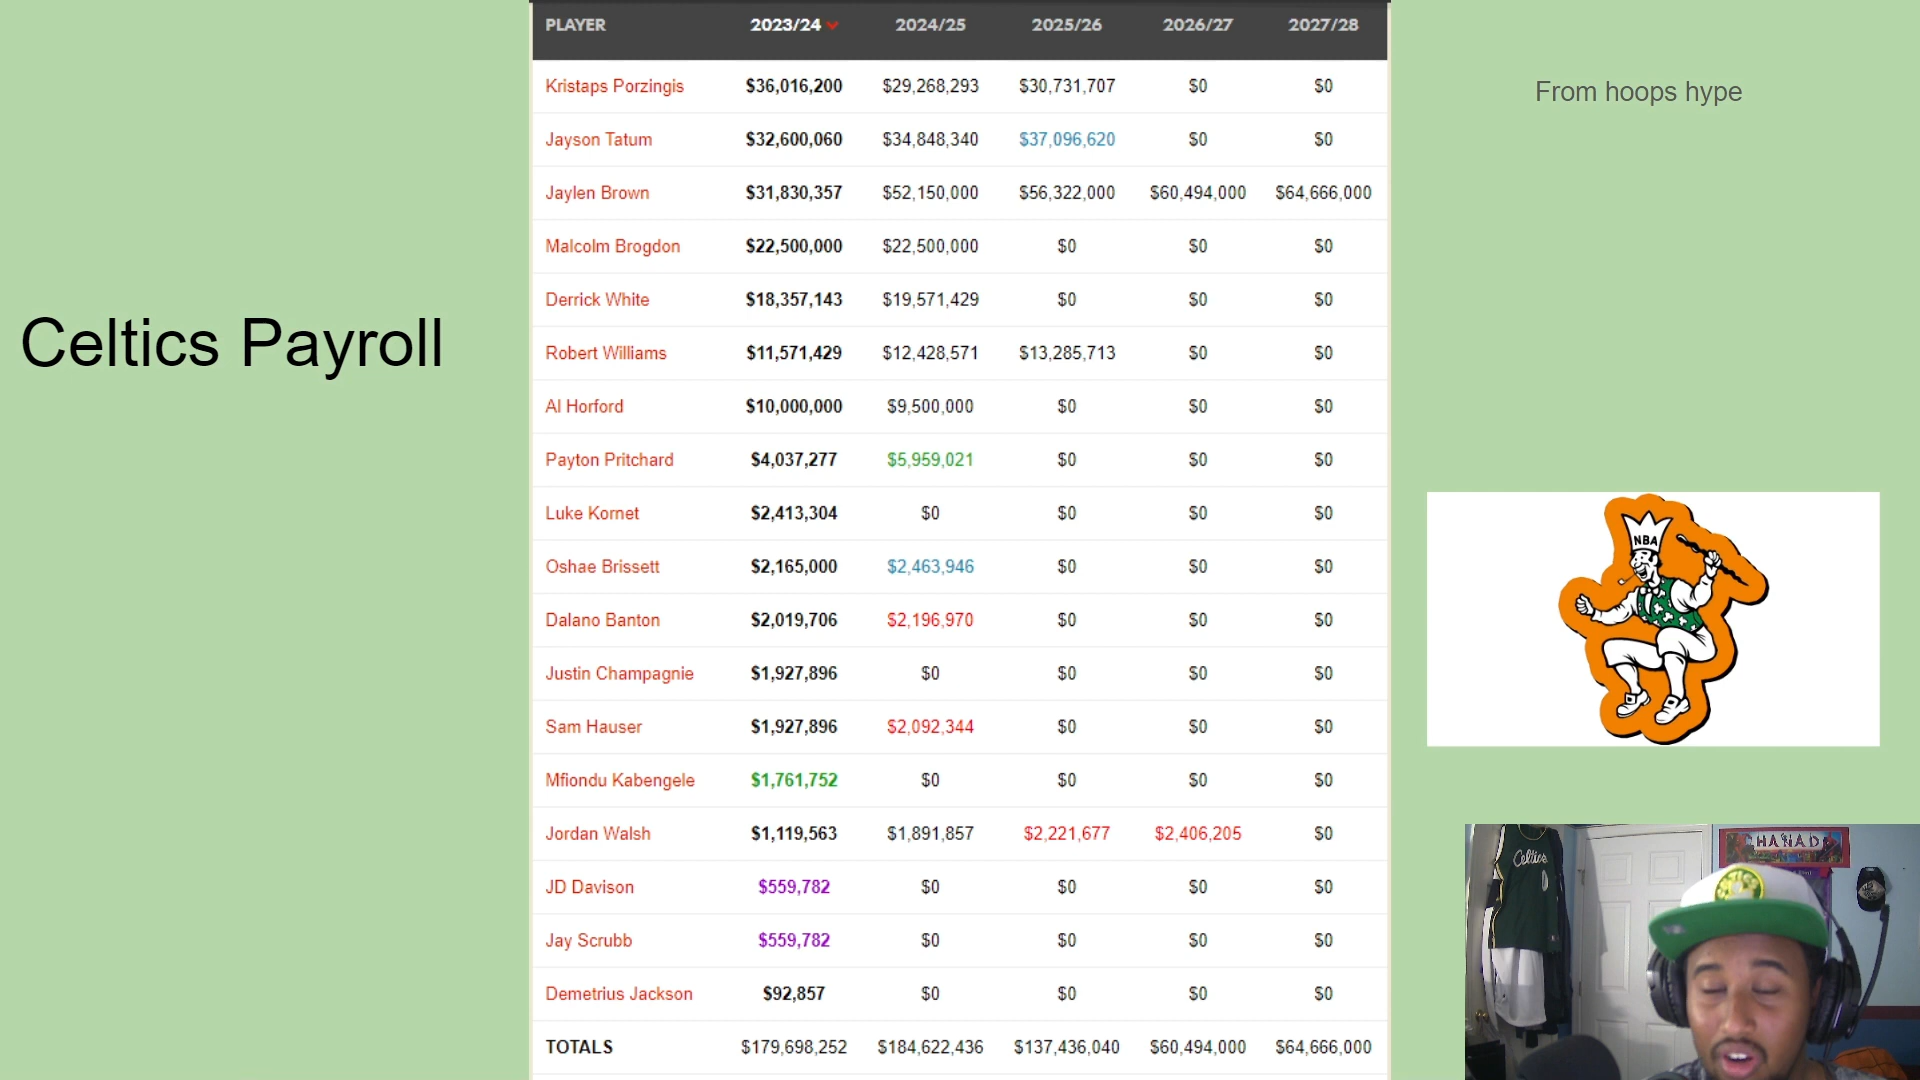 PLAYER 2023/24 2024/25 2025/26 2026/27 2027/28
Kristaps Porzingis $36,016,200 $29,268,293 $30,731,707 $0 $0
From hoops hype
Jayson Tatum $32,600,060 $34,848,340 $37,096,620 $0 $0
Jaylen Brown $31,830,357 $52,150,000 $56,322,000 $60,494,000 $64,666,000
Malcolm Brogdon $22,500,000 $22,500,000 $0 $0 $0
Derrick White $18,357,143 $19,571,429 $0 $0 $0
Celtics Payroll
Robert Williams $11,571,429 $12,428,571 $13,285,713 $0 $0
Al Horford $10,000,000 $9,500,000 $0 $0 $0
Payton Pritchard $4,037,277 $5,959,021 $0 $0 $0
Luke Kornet $2,413,304 $0 $0 $0 $0
NBA
Oshae Brissett $2,165,000 $2,463,946 $0 $0 $0
Dalano Banton $2,019,706 $2,196,970 $0 $0 $0
Justin Champagnie $1,927,896 $0 $0 $0 $0
Sam Hauser $1,927,896 $2,092,344 $0 $0 $0
Mfiondu Kabengele $1,761,752 $0 $0 $0 $0
Jordan Walsh $1,119,563 $1,891,857 $2,221,677 $2,406,205 $0
Celtics
JD Davison $559,782 $0 $0 $0 $0
Jay Scrubb $559,782 $0 $0 $0 $0
Demetrius Jackson $92,857 $0 $0 $0 $0
TOTALS $179,698,252 $184,622,436 $137,436,040 $60,494,000 $64,666,000